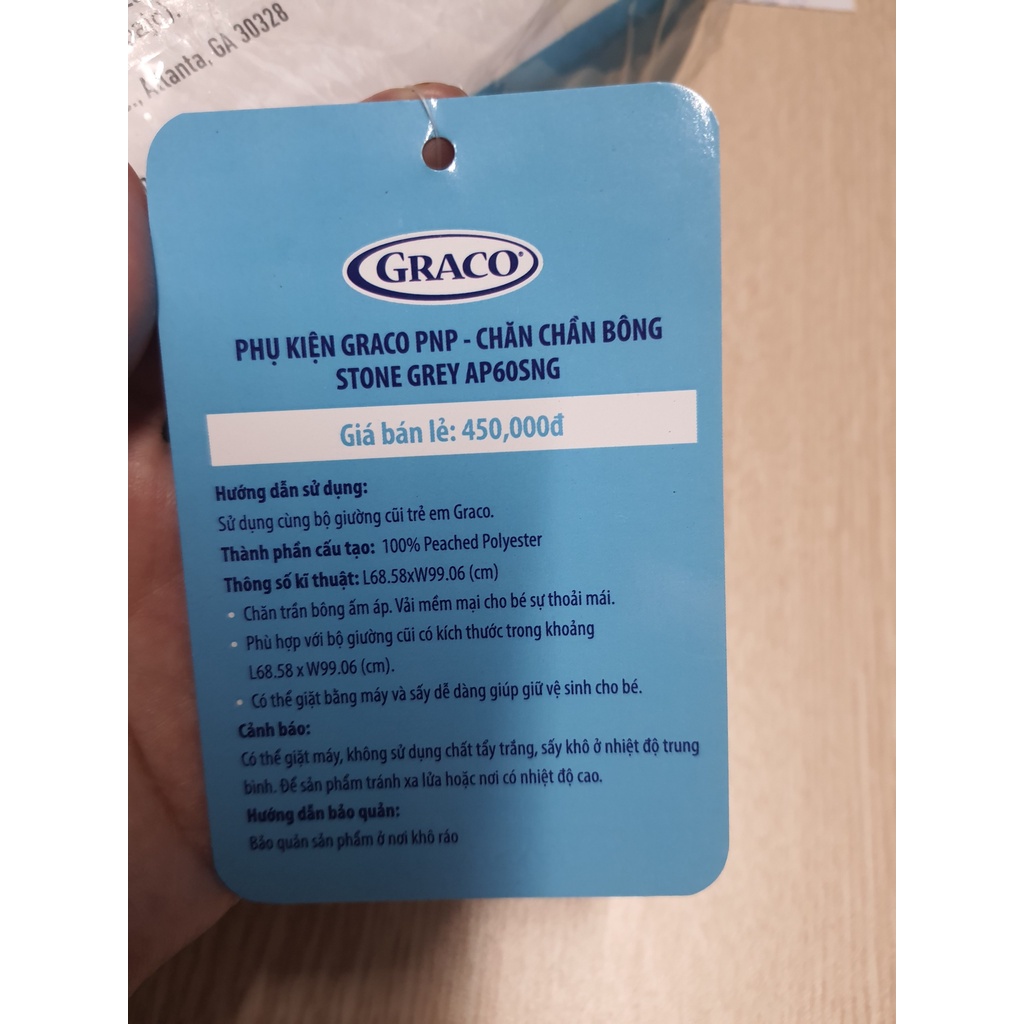 Atlanta, GA 30328
GRACO
PHỤ KIỆN GRACO PNP - CHĂN CHẦN BÔNG
STONE GREY AP60SNG
Giá bán lẻ: 450,000đ
Hướng dẫn sử dụng:
Sử dụng cùng bộ giường cũi trẻ em Graco.
Thành phần cấu tạo: 100% Peached Polyester
Thông số kĩ thuật: L68.58xW99.06 (cm)
• Chăn trần bông ấm áp. Vải mềm mại cho bé sự thoải mái.
• Phù hợp với bộ giường cũi có kích thước trong khoảng
L68.58 x W99.06 (cm).
• Có thể giặt bằng máy và sấy dễ dàng giúp giữ vệ sinh cho bé.
Cảnh báo:
Có thể giặt máy, không sử dụng chất tẩy trắng, sấy khô ở nhiệt độ trung
bình. Để sản phẩm tránh xa lửa hoặc nơi có nhiệt độ cao.
Hướng dẫn bảo quản:
Bảo quản sản phẩm ở nơi khô ráo